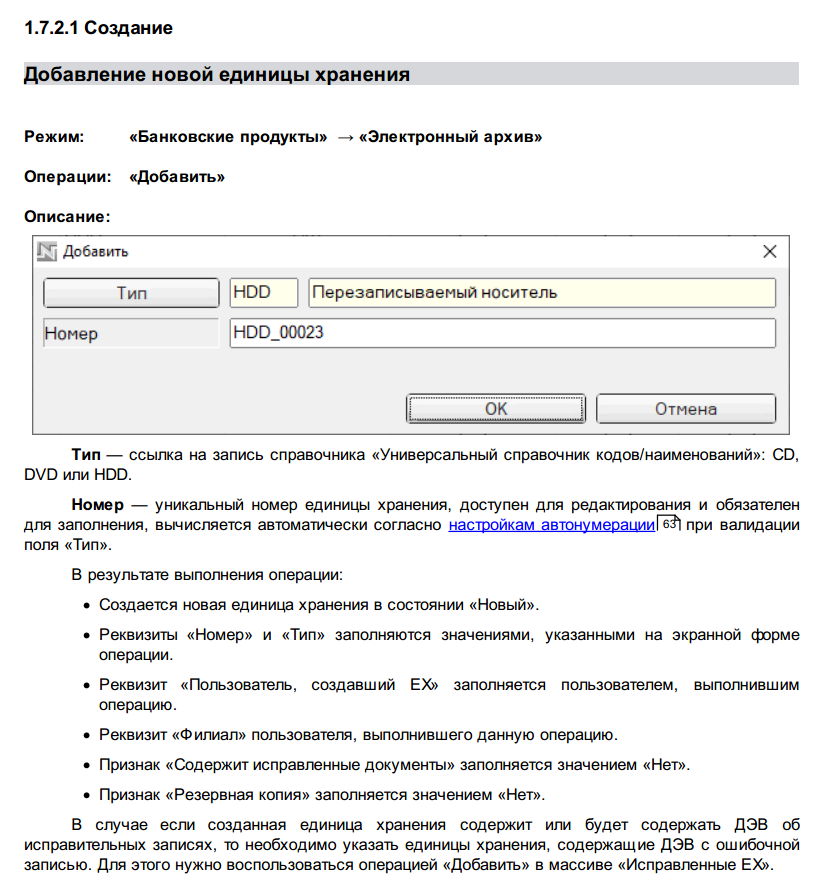 1.7.2.1 Создание
Добавление новой единицы хранения
Режим: «Банковские продукты» → «Электронный архив»
Операции: «Добавить»
Описание:
Добавить
Тип HDD Перезаписываемый носитель
Номер HDD_00023
OK Отмена
Тип — ссылка на запись справочника «Универсальный справочник кодов/наименований»: CD,
DVD или HDD.
Номер — уникальный номер единицы хранения, доступен для редактирования и обязателен
для заполнения, вычисляется автоматически согласно настройкам автонумерации 63 при валидации
поля «Тип».
В результате выполнения операции:
• Создается новая единица хранения в состоянии «Новый».
• Реквизиты «Номер» и «Тип» заполняются значениями, указанными на экранной форме
операции.
• Реквизит «Пользователь, создавший ЕХ» заполняется пользователем, выполнившим
операцию.
• Реквизит «Филиал» пользователя, выполнившего данную операцию.
• Признак «Содержит исправленные документы» заполняется значением «Нет».
• Признак «Резервная копия» заполняется значением «Нет».
В случае если созданная единица хранения содержит или будет содержать ДЭВ об
исправительных записях, то необходимо указать единицы хранения, содержащие ДЭВ с ошибочной
записью. Для этого нужно воспользоваться операцией «Добавить» в массиве «Исправленные ЕХ».